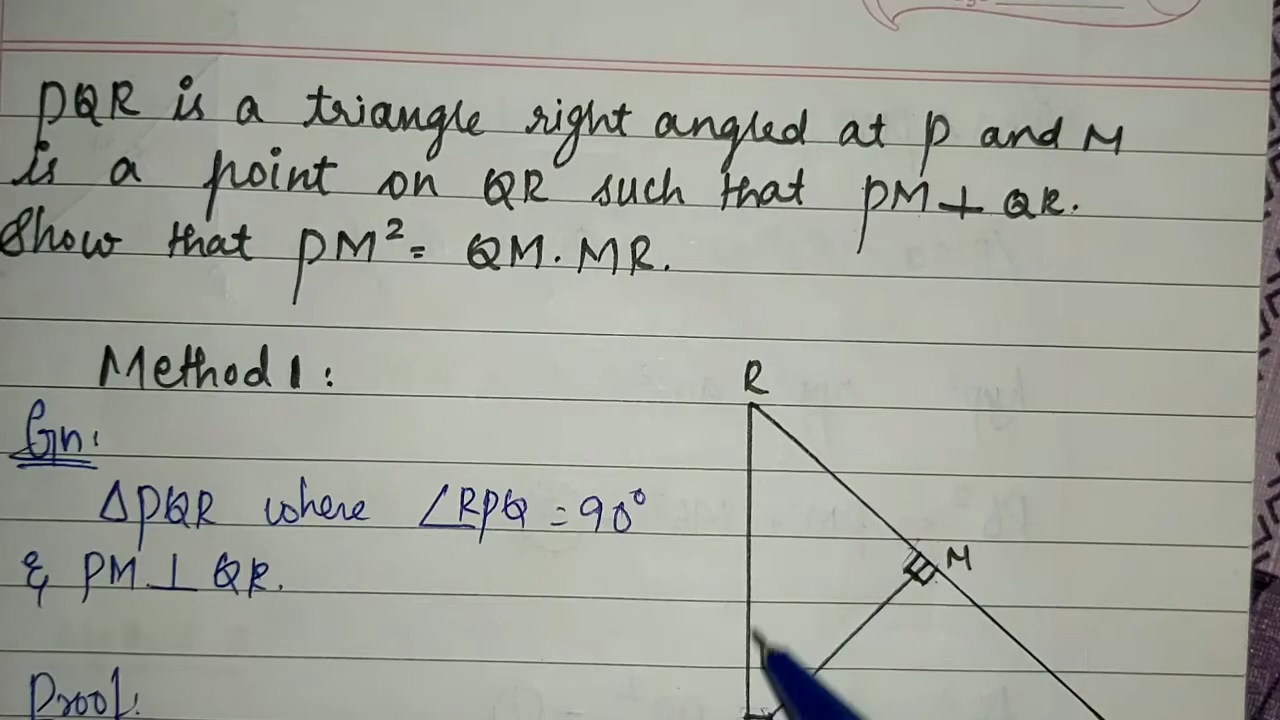 PQR is a triangle right angled at P and M
is a point on QR such that PM ⊥ QR.
Show that PM² = QM . MR.
Method 1 :
Gn:
ΔPQR where ∠RPQ = 90°
& PM ⊥ QR.
Proof:
R
M